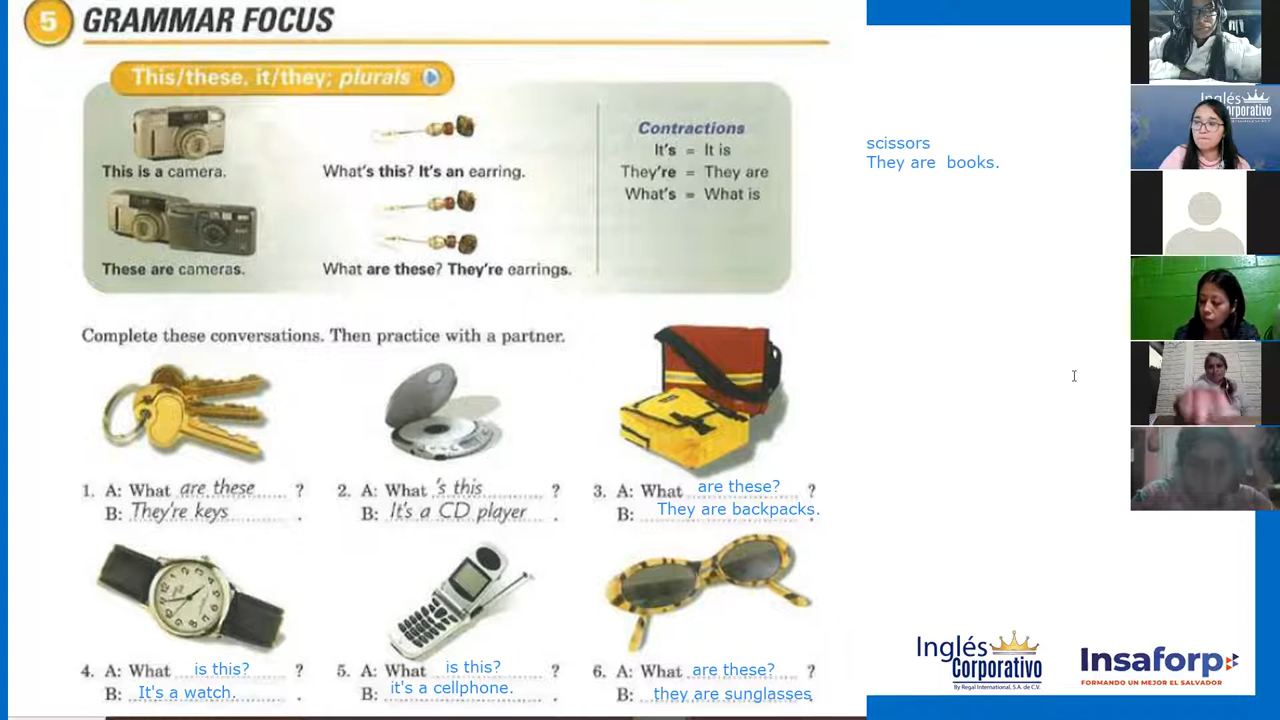 5 GRAMMAR FOCUS
This/these, it/they; plurals
This is a camera.
What's this? It's an earring.
These are cameras.
What are these? They're earrings.
Contractions
It's = It is
They're = They are
What's = What is
scissors
They are books.
Complete these conversations. Then practice with a partner.
1. A: What are these ?
B: They're keys .
2. A: What 's this ?
B: It's a CD player .
3. A: What are these? ?
B: They are backpacks. .
4. A: What is this? ?
B: It's a watch. .
5. A: What is this? ?
B: it's a cellphone. .
6. A: What are these? ?
B: they are sunglasses .
Inglés
Corporativo
Inglés
Corporativo
By Regal International, S.A. de C.V.
Insaforp
FORMANDO UN MEJOR EL SALVADOR